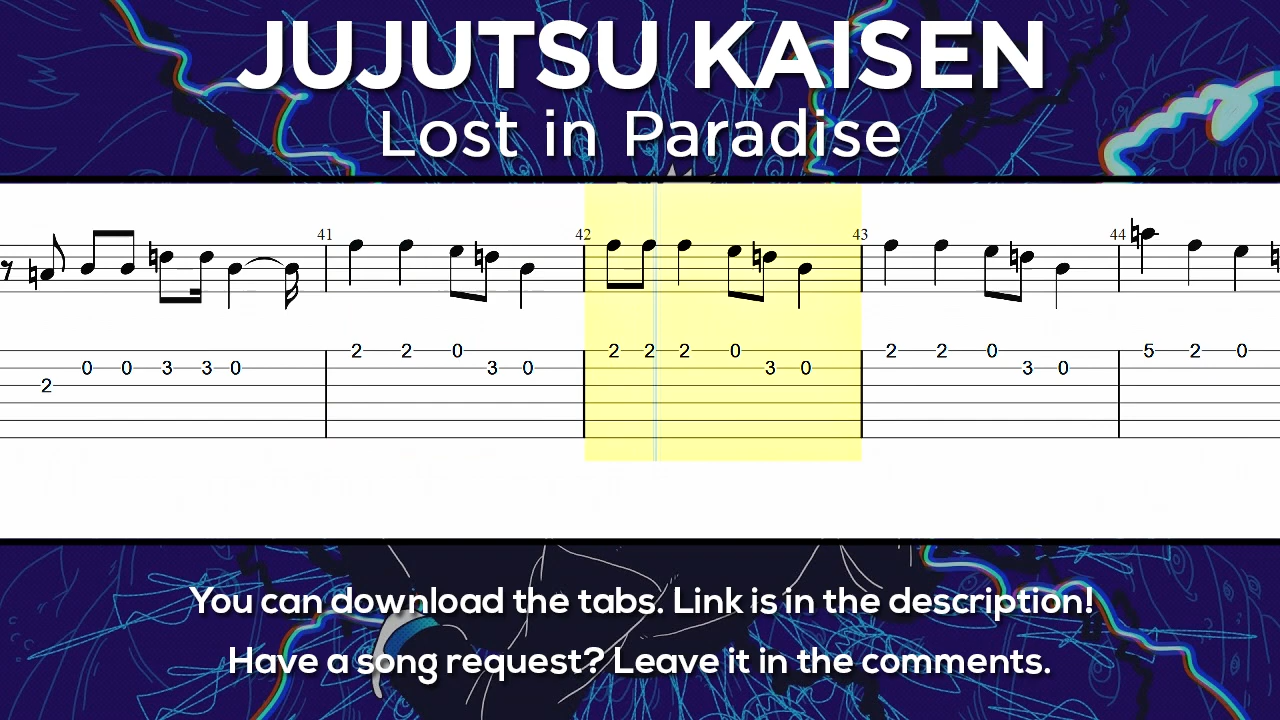 JUJUTSU KAISEN
Lost in Paradise
41 42 43 44
2 2 0 2 2 2 0 2 2 0 5 2 0
0 0 3 3 0 3 0 3 0 3 0
2
You can download the tabs. Link is in the description!
Have a song request? Leave it in the comments.